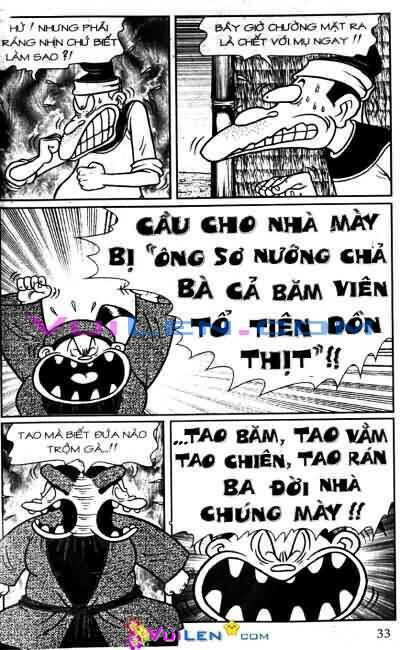 HỪ ! NHƯNG PHẢI
RÁNG NHỊN CHỨ BIẾT
LÀM SAO ?!
BÂY GIỜ CHƯỜNG MẶT RA
LÀ CHẾT VỚI MỤ NGAY !!
CẦU CHO NHÀ MÀY
BỊ "ÔNG SƠ NƯỚNG CHẢ
BÀ CẢ BĂM VIÊN
TỔ TIÊN DỒN
THỊT"!!
VUILEN.COM
TAO MÀ BIẾT ĐỨA NÀO
TRỘM GÀ..!!
...TAO BĂM, TAO VẰM
TAO CHIÊN, TAO RÁN
BA ĐỜI NHÀ
CHÚNG MÀY !!
33
VUILEN.COM